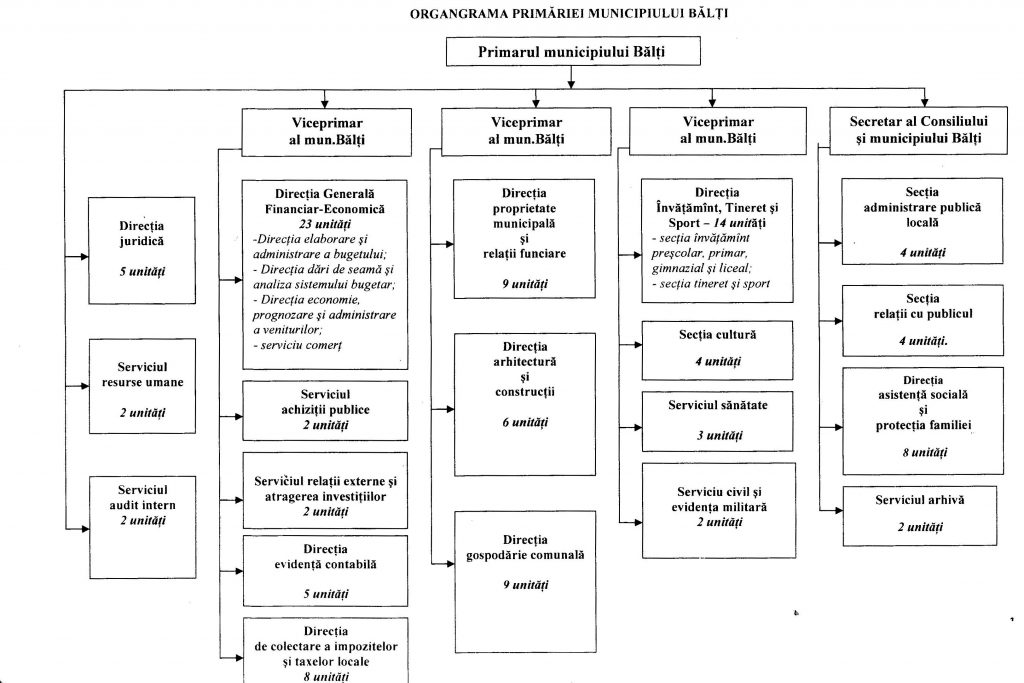 ORGANGRAMA PRIMĂRIEI MUNICIPIULUI BĂLȚI
Primarul municipiului Bălți
Direcția
juridică
5 unități
Serviciul
resurse umane
2 unități
Serviciul
audit intern
2 unități
Viceprimar
al mun.Bălți
Direcția Generală
Financiar-Economică
23 unități
-Direcția elaborare și
administrare a bugetului;
- Direcția dări de seamă și
analiza sistemului bugetar;
- Direcția economie,
prognozare și administrare
a veniturilor;
- serviciu comerț
Serviciul
achiziții publice
2 unități
Serviciul relații externe și
atragerea investițiilor
2 unități
Direcția
evidență contabilă
5 unități
Direcția
de colectare a impozitelor
și taxelor locale
8 unități
Viceprimar
al mun.Bălți
Direcția
proprietate
municipală
și
relații funciare
9 unități
Direcția
arhitectură
și
construcții
6 unități
Direcția
gospodărie comunală
9 unități
Viceprimar
al mun.Bălți
Direcția
Învățămînt, Tineret și
Sport – 14 unități
- secția învățămînt
preșcolar, primar,
gimnazial și liceal;
- secția tineret și sport
Secția cultură
4 unități
Serviciul sănătate
3 unități
Serviciu civil și
evidența militară
2 unități
Secretar al Consiliului
și municipiului Bălți
Secția
administrare publică
locală
4 unități
Secția
relații cu publicul
4 unități.
Direcția
asistență socială
și
protecția familiei
8 unități
Serviciul arhivă
2 unități